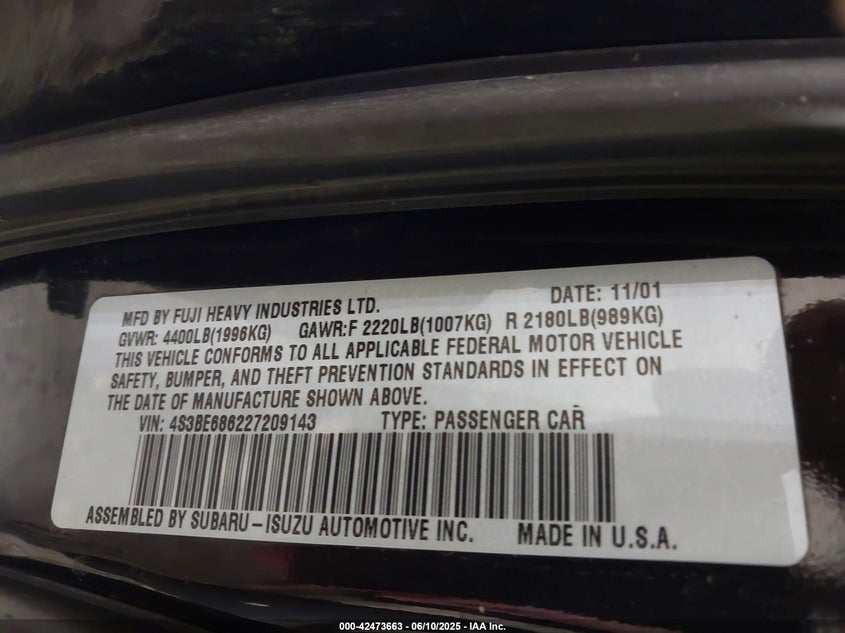 MFD BY FUJI HEAVY INDUSTRIES LTD. DATE: 11/01
GVWR: 4400LB(1996KG) GAWR:F 2220LB(1007KG) R 2180LB(989KG)
THIS VEHICLE CONFORMS TO ALL APPLICABLE FEDERAL MOTOR VEHICLE
SAFETY, BUMPER, AND THEFT PREVENTION STANDARDS IN EFFECT ON
THE DATE OF MANUFACTURE SHOWN ABOVE.
VIN: 4S3BE686227209143 TYPE: PASSENGER CAR
ASSEMBLED BY SUBARU-ISUZU AUTOMOTIVE INC. MADE IN U.S.A.
000-42473663 - 06/10/2025 - IAA Inc.